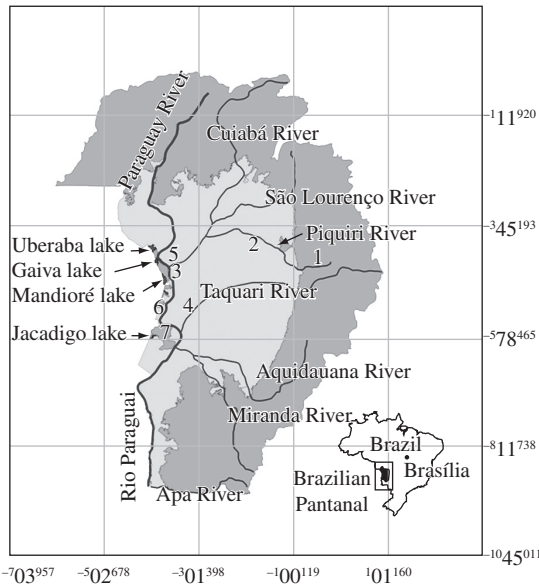 Paraguay River
Cuiabá River
São Lourenço River
Piquiri River
Uberaba lake
Gaiva lake
Mandioré lake
Jacadigo lake
5
3
2
1
6
4
7
Taquari River
Aquidauana River
Miranda River
Rio Paraguai
Apa River
Brazil
Brasília
Brazilian
Pantanal
–111920
–345193
–578465
–811738
–1045011
–703957
–502678
–301398
–100119
101160